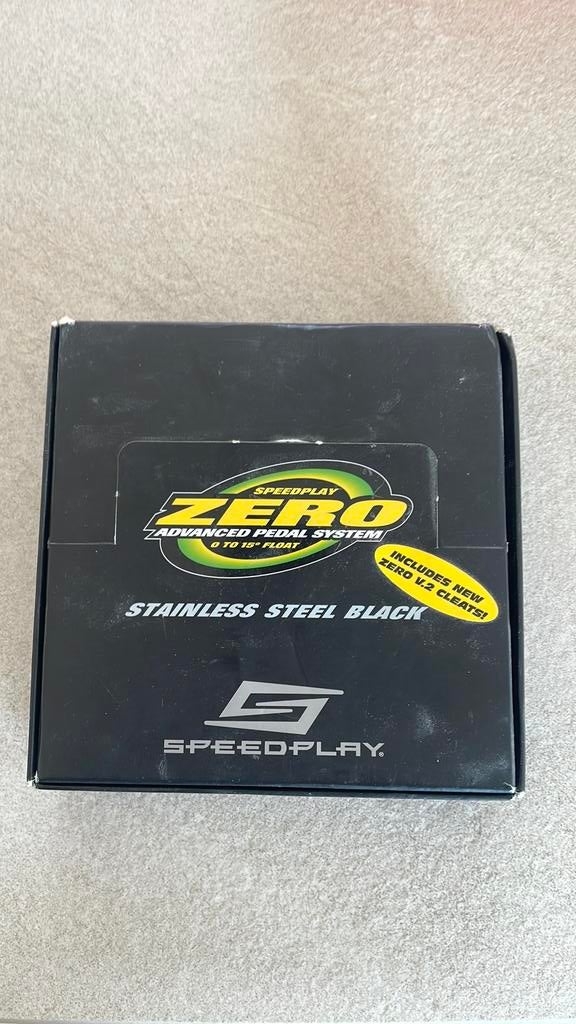 SPEEDPLAY
ZERO
ADVANCED PEDAL SYSTEM
0 TO 15° FLOAT
INCLUDES NEW
ZERO V.2 CLEATS!
STAINLESS STEEL BLACK
SPEEDPLAY®